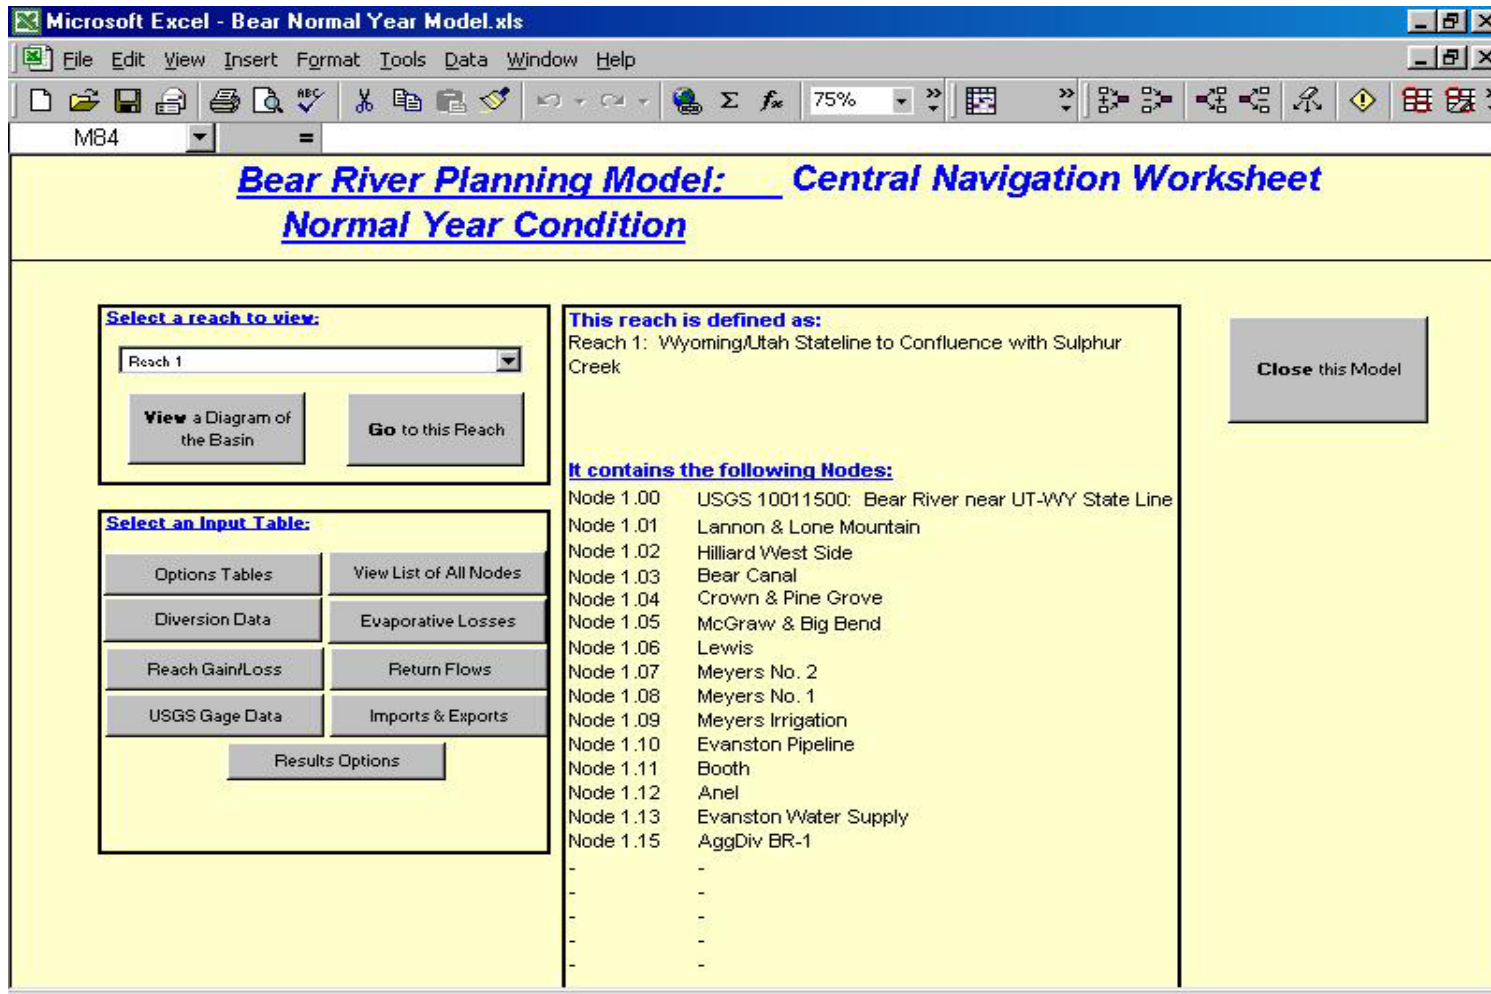 Microsoft Excel - Bear Normal Year Model.xls
File Edit View Insert Format Tools Data Window Help
ABC Σ fx 75%
M84 =
Bear River Planning Model: Central Navigation Worksheet
Normal Year Condition
Select a reach to view:
Reach 1
View a Diagram of
the Basin
Go to this Reach
Select an Input Table:
Options Tables
View List of All Nodes
Diversion Data
Evaporative Losses
Reach Gain/Loss
Return Flows
USGS Gage Data
Imports & Exports
Results Options
This reach is defined as:
Reach 1: Wyoming/Utah Stateline to Confluence with Sulphur
Creek
It contains the following Nodes:
Node 1.00 USGS 10011500: Bear River near UT-WY State Line
Node 1.01 Lannon & Lone Mountain
Node 1.02 Hilliard West Side
Node 1.03 Bear Canal
Node 1.04 Crown & Pine Grove
Node 1.05 McGraw & Big Bend
Node 1.06 Lewis
Node 1.07 Meyers No. 2
Node 1.08 Meyers No. 1
Node 1.09 Meyers Irrigation
Node 1.10 Evanston Pipeline
Node 1.11 Booth
Node 1.12 Anel
Node 1.13 Evanston Water Supply
Node 1.15 AggDiv BR-1
- -
- -
- -
- -
- -
Close this Model